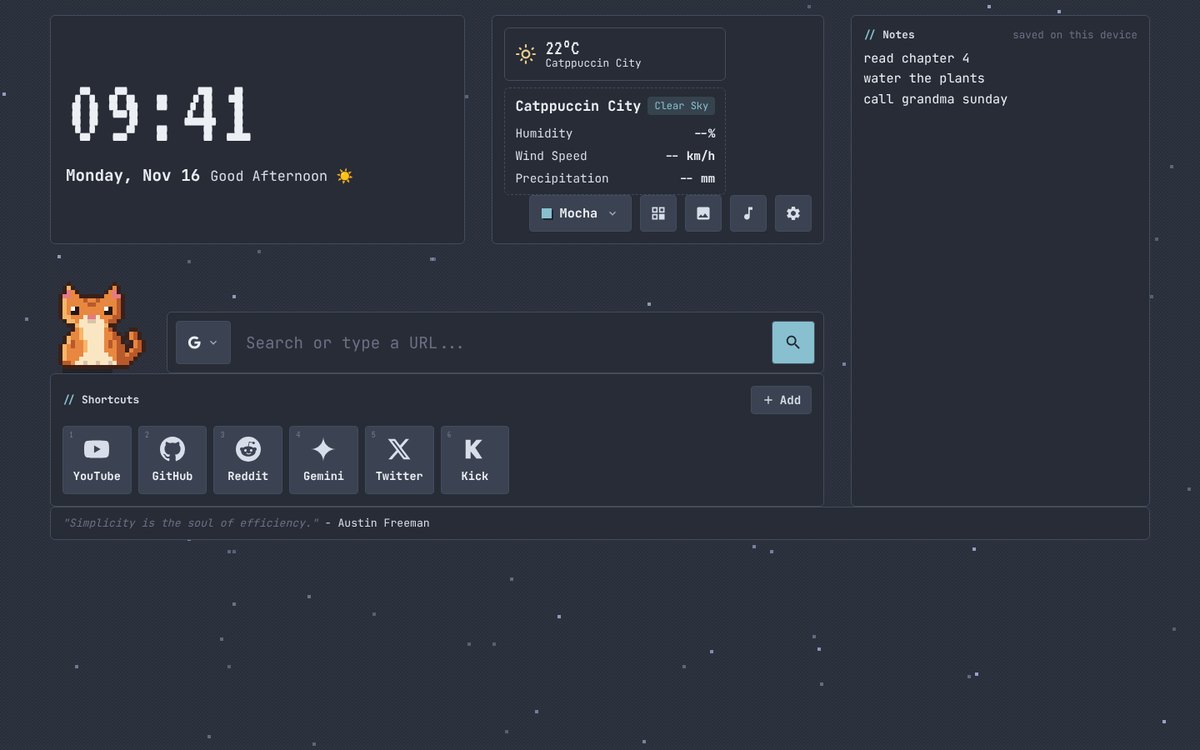 09:41
Monday, Nov 16 Good Afternoon ☀️
22°C
Catppuccin City
Catppuccin City Clear Sky
Humidity --%
Wind Speed -- km/h
Precipitation -- mm
Mocha
// Notes saved on this device
read chapter 4
water the plants
call grandma sunday
G Search or type a URL...
// Shortcuts + Add
1 2 3 4 5 6
YouTube GitHub Reddit Gemini Twitter Kick
"Simplicity is the soul of efficiency." - Austin Freeman